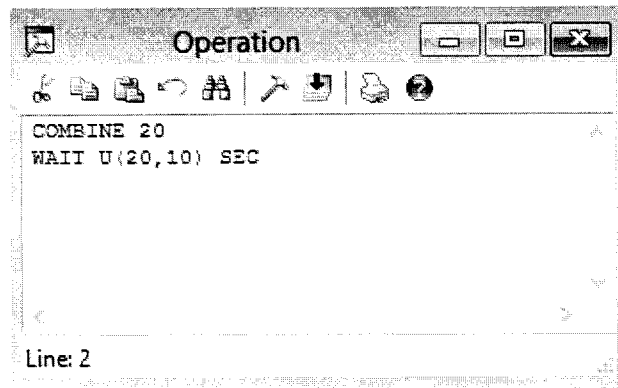 Operation
COMBINE 20
WAIT U(20,10) SEC
Line: 2